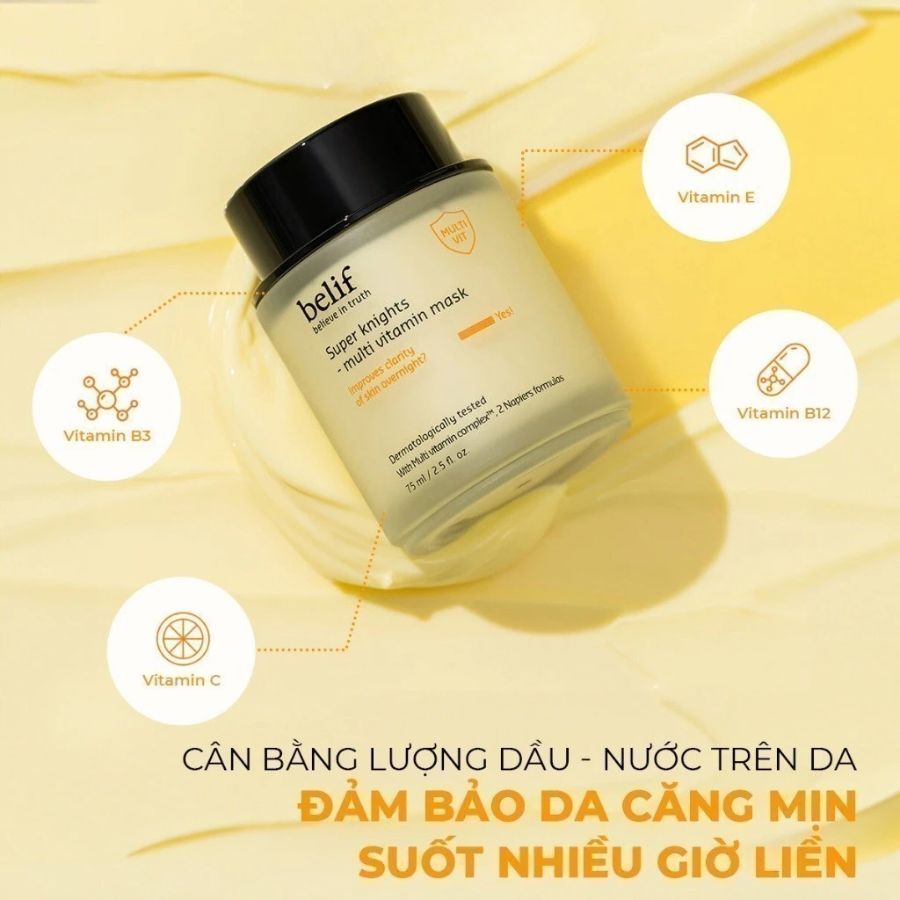 MULTI
VIT
belif
believe in truth
Super knights
- multi vitamin mask
Improves clarity
of skin overnight?
Yes!
Dermatologically tested
With Multi vitamin complex™, 2 Napiers formulas
75 ml / 2.5 fl. oz
Vitamin E
Vitamin B3
Vitamin B12
Vitamin C
CÂN BẰNG LƯỢNG DẦU - NƯỚC TRÊN DA
ĐẢM BẢO DA CĂNG MỊN
SUỐT NHIỀU GIỜ LIỀN